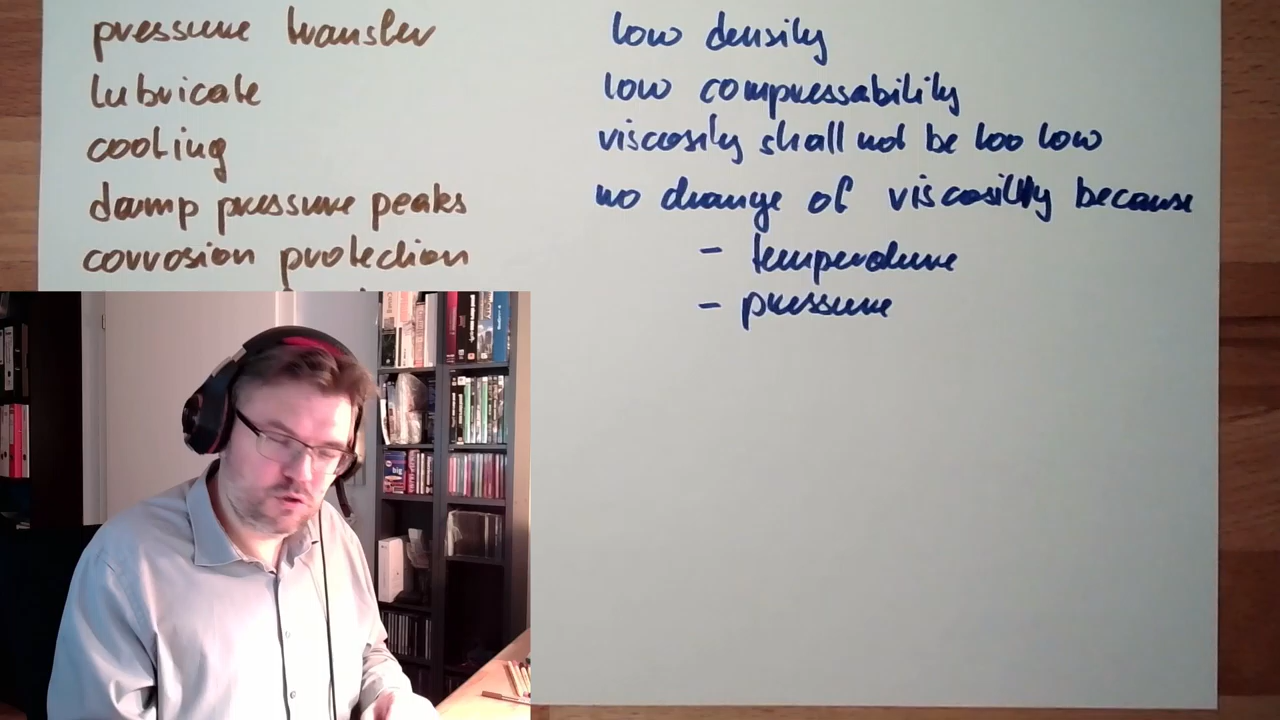 pressure transfer
lubricate
cooling
damp pressure peaks
corrosion protection
low density
low compressability
viscosity shall not be too low
no change of viscosity because
- temperature
- pressure
big